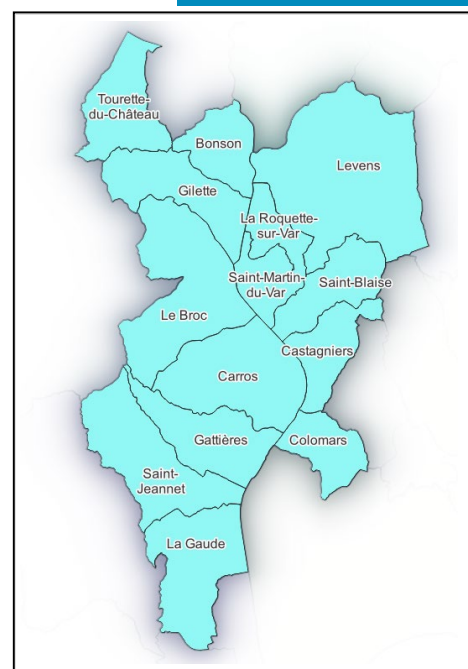 Tourette-
du-Château
Bonson
Levens
Gilette
La Roquette-
sur-Var
Saint-Martin-
du-Var
Saint-Blaise
Le Broc
Castagniers
Carros
Gattières
Colomars
Saint-
Jeannet
La Gaude